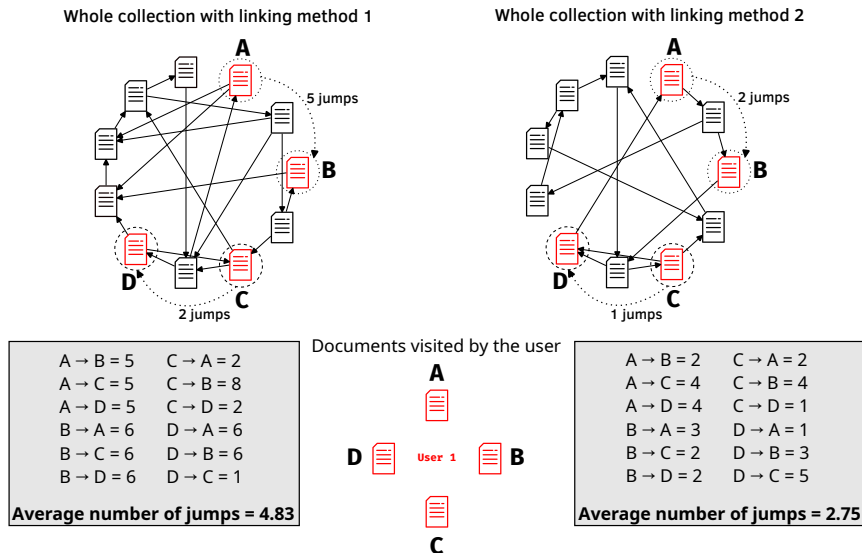 Whole collection with linking method 1
A
5 jumps
B
D
C
2 jumps
Whole collection with linking method 2
A
2 jumps
B
D
C
1 jumps
A → B = 5 C → A = 2
A → C = 5 C → B = 8
A → D = 5 C → D = 2
B → A = 6 D → A = 6
B → C = 6 D → B = 6
B → D = 6 D → C = 1
Average number of jumps = 4.83
Documents visited by the user
A
D
User 1
B
C
A → B = 2 C → A = 2
A → C = 4 C → B = 4
A → D = 4 C → D = 1
B → A = 3 D → A = 1
B → C = 2 D → B = 3
B → D = 2 D → C = 5
Average number of jumps = 2.75